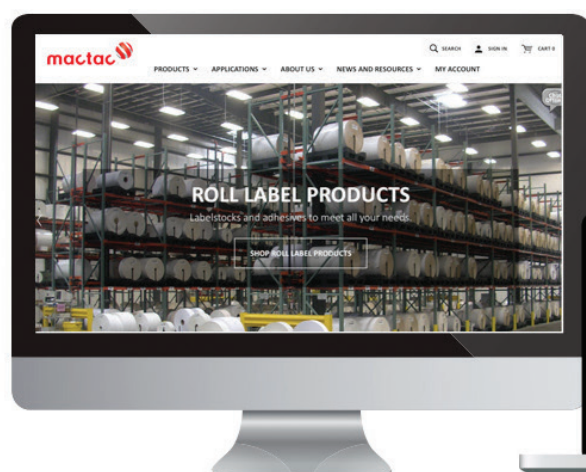 mactac
SEARCH SIGN IN CART 0
PRODUCTS APPLICATIONS ABOUT US NEWS AND RESOURCES MY ACCOUNT
ROLL LABEL PRODUCTS
Labelstocks and adhesives to meet all your needs.
SHOP ROLL LABEL PRODUCTS